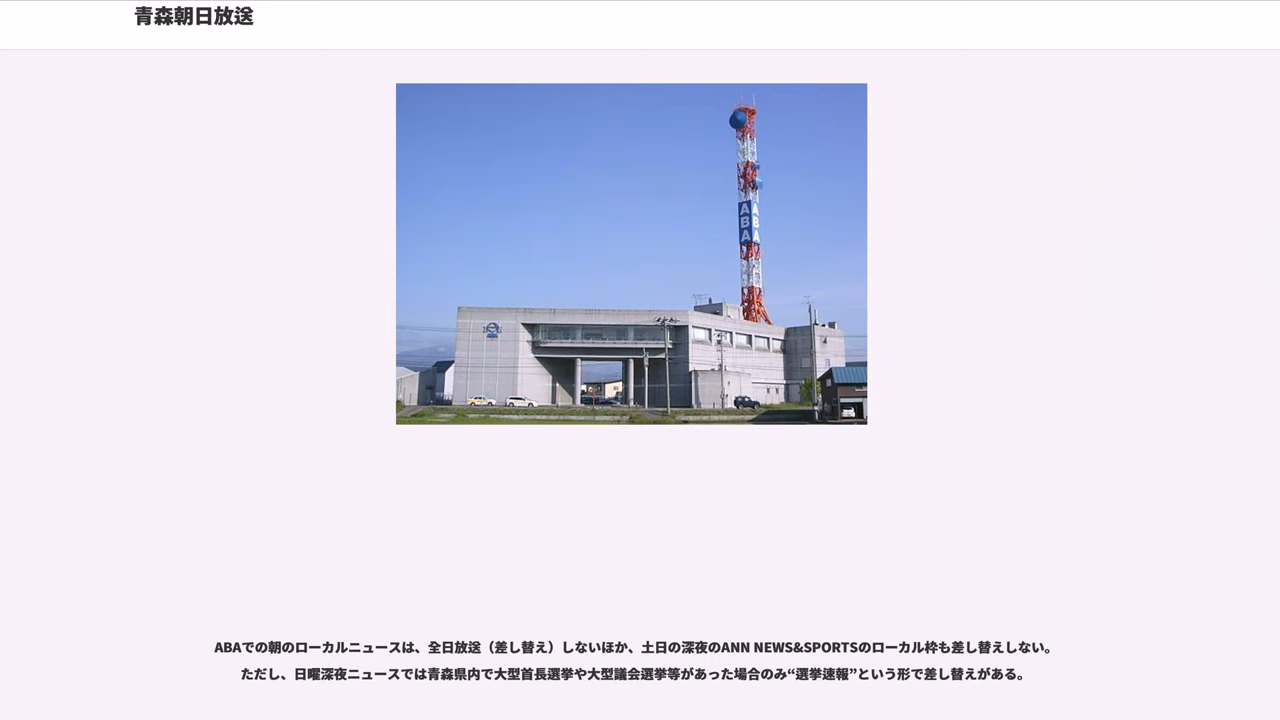 青森朝日放送
ABA
ABA
ABAでの朝のローカルニュースは、全日放送（差し替え）しないほか、土日の深夜のANN NEWS&SPORTSのローカル枠も差し替えしない。
ただし、日曜深夜ニュースでは青森県内で大型首長選挙や大型議会選挙等があった場合のみ“選挙速報”という形で差し替えがある。